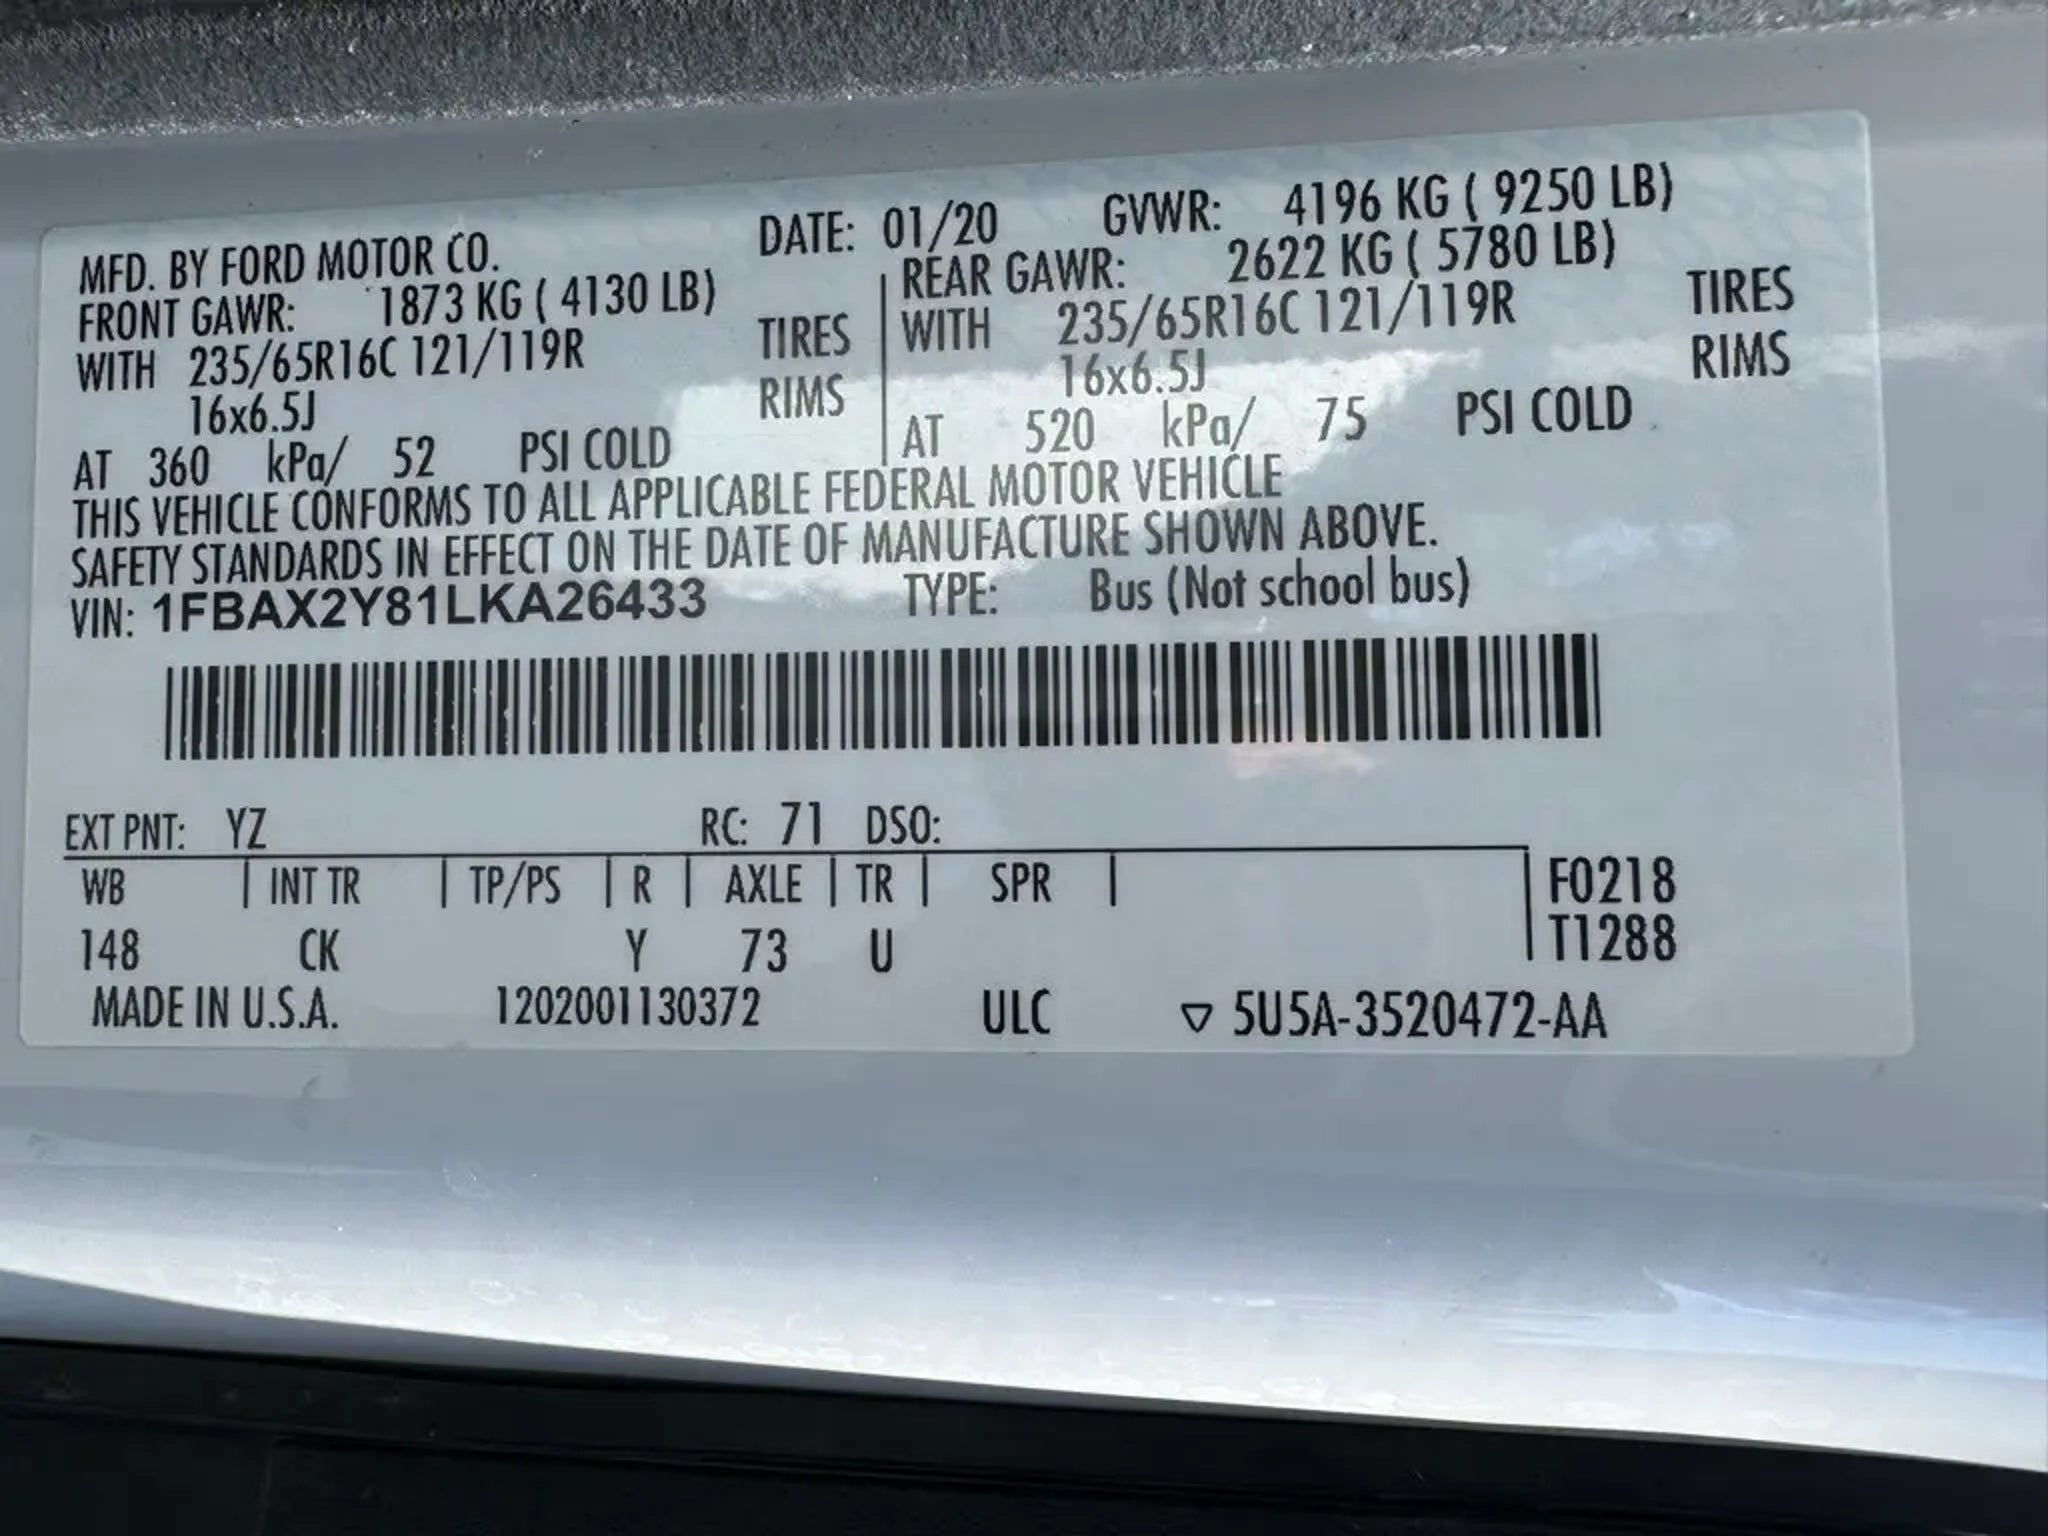 MFD. BY FORD MOTOR CO. DATE: 01/20 GVWR: 4196 KG ( 9250 LB)
FRONT GAWR: 1873 KG ( 4130 LB) REAR GAWR: 2622 KG ( 5780 LB)
WITH 235/65R16C 121/119R TIRES WITH 235/65R16C 121/119R TIRES
16x6.5J RIMS 16x6.5J RIMS
AT 360 kPa/ 52 PSI COLD AT 520 kPa/ 75 PSI COLD
THIS VEHICLE CONFORMS TO ALL APPLICABLE FEDERAL MOTOR VEHICLE
SAFETY STANDARDS IN EFFECT ON THE DATE OF MANUFACTURE SHOWN ABOVE.
VIN: 1FBAX2Y81LKA26433 TYPE: Bus (Not school bus)
EXT PNT: YZ RC: 71 DSO:
WB INT TR TP/PS R AXLE TR SPR F0218
148 CK Y 73 U T1288
MADE IN U.S.A. 1202001130372 ULC ▽ 5U5A-3520472-AA